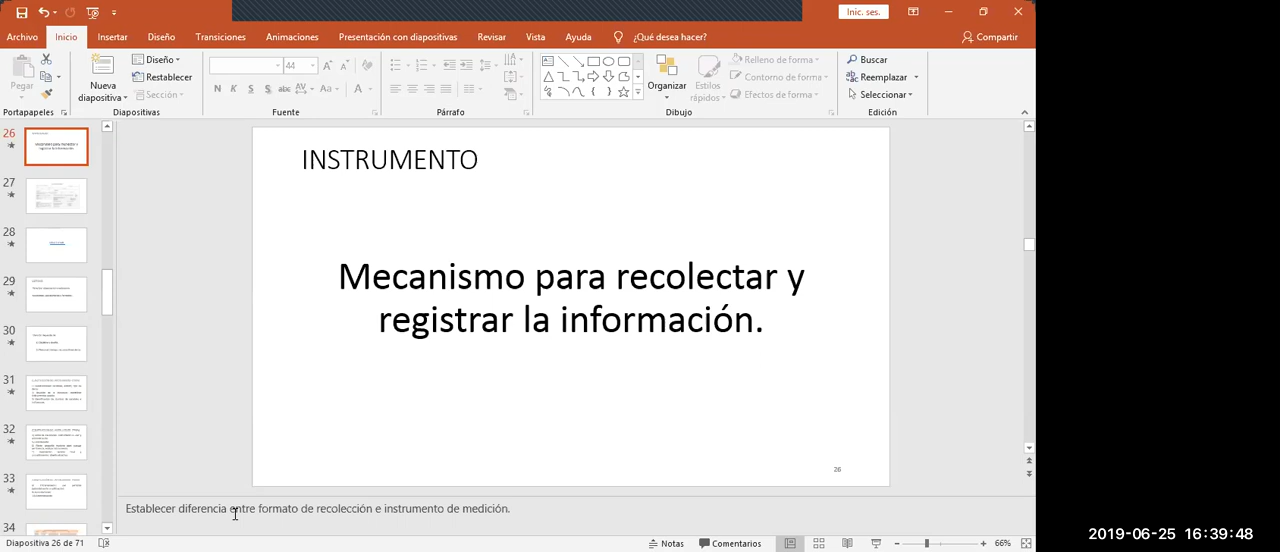 Inic. ses.
Archivo Inicio Insertar Diseño Transiciones Animaciones Presentación con diapositivas Revisar Vista Ayuda ¿Qué desea hacer? Compartir
Pegar
Nueva diapositiva
Diseño
Restablecer
Sección
44
N K S S abc AV Aa A
Organizar
Estilos rápidos
Relleno de forma
Contorno de forma
Efectos de forma
Buscar
Reemplazar
Seleccionar
Portapapeles Diapositivas Fuente Párrafo Dibujo Edición
26
27
28
29
30
31
32
33
34
INSTRUMENTO
Mecanismo para recolectar y
registrar la información.
26
Establecer diferencia entre formato de recolección e instrumento de medición.
Diapositiva 26 de 71 Notas Comentarios 66%
2019-06-25 16:39:48